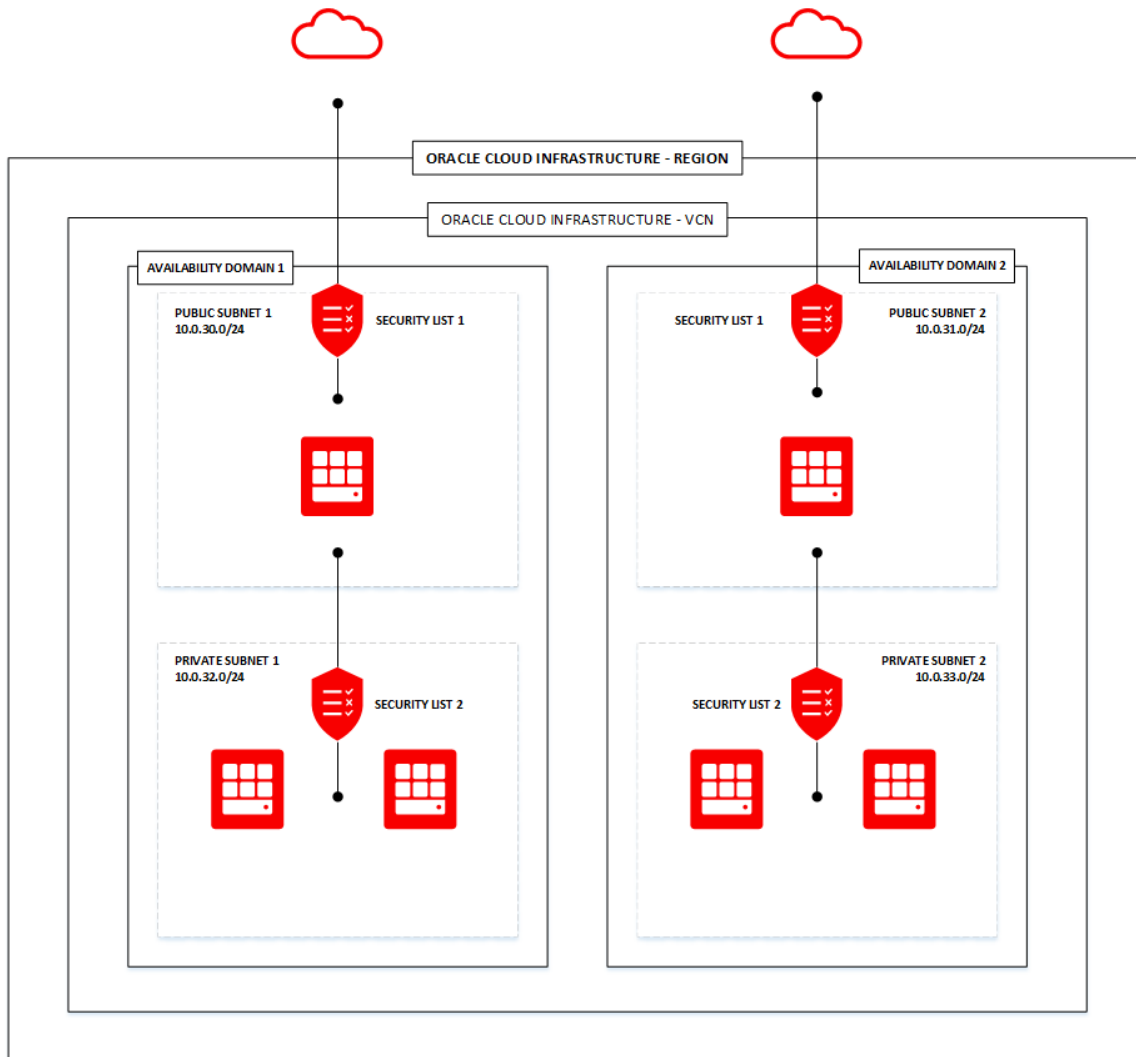 ORACLE CLOUD INFRASTRUCTURE - REGION
ORACLE CLOUD INFRASTRUCTURE - VCN
AVAILABILITY DOMAIN 1
PUBLIC SUBNET 1
10.0.30.0/24
SECURITY LIST 1
PRIVATE SUBNET 1
10.0.32.0/24
SECURITY LIST 2
AVAILABILITY DOMAIN 2
SECURITY LIST 1
PUBLIC SUBNET 2
10.0.31.0/24
PRIVATE SUBNET 2
10.0.33.0/24
SECURITY LIST 2